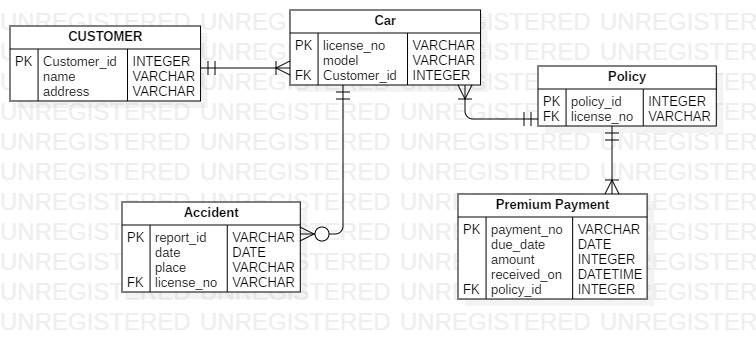 CUSTOMER
PK Customer_id INTEGER
name VARCHAR
address VARCHAR
Car
PK license_no VARCHAR
model VARCHAR
FK Customer_id INTEGER
Policy
PK policy_id INTEGER
FK license_no VARCHAR
Accident
PK report_id VARCHAR
date DATE
place VARCHAR
FK license_no VARCHAR
Premium Payment
PK payment_no VARCHAR
due_date DATE
amount INTEGER
received_on DATETIME
FK policy_id INTEGER
UNREGISTERED UNREGISTERED UNREGISTERED UNREGISTERED